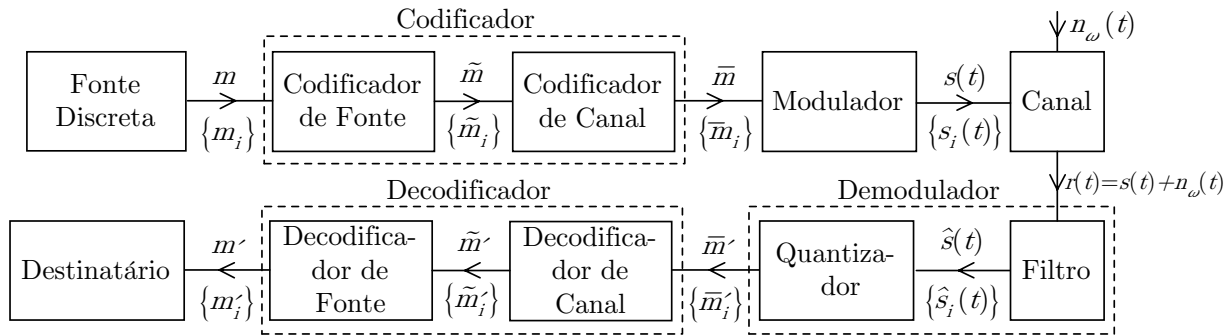 Codificador
n_ω(t)
Fonte
Discreta
m
{m_i}
Codificador
de Fonte
m̃
{m̃_i}
Codificador
de Canal
m̄
{m̄_i}
Modulador
s(t)
{s_i(t)}
Canal
r(t)=s(t)+n_ω(t)
Decodificador
Demodulador
Destinatário
m′
{m′_i}
Decodifica-
dor de
Fonte
m̃′
{m̃′_i}
Decodifica-
dor de
Canal
m̄′
{m̄′_i}
Quantiza-
dor
ŝ(t)
{ŝ_i(t)}
Filtro